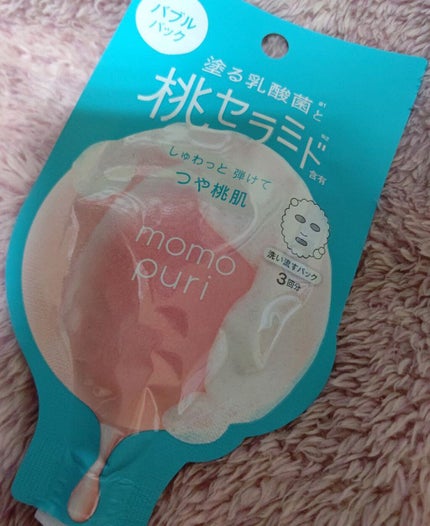 バブル
パック
塗る乳酸菌と
桃セラミド
含有
しゅわっと 弾けて
つや桃肌
momo
puri
洗い流すパック
3回分